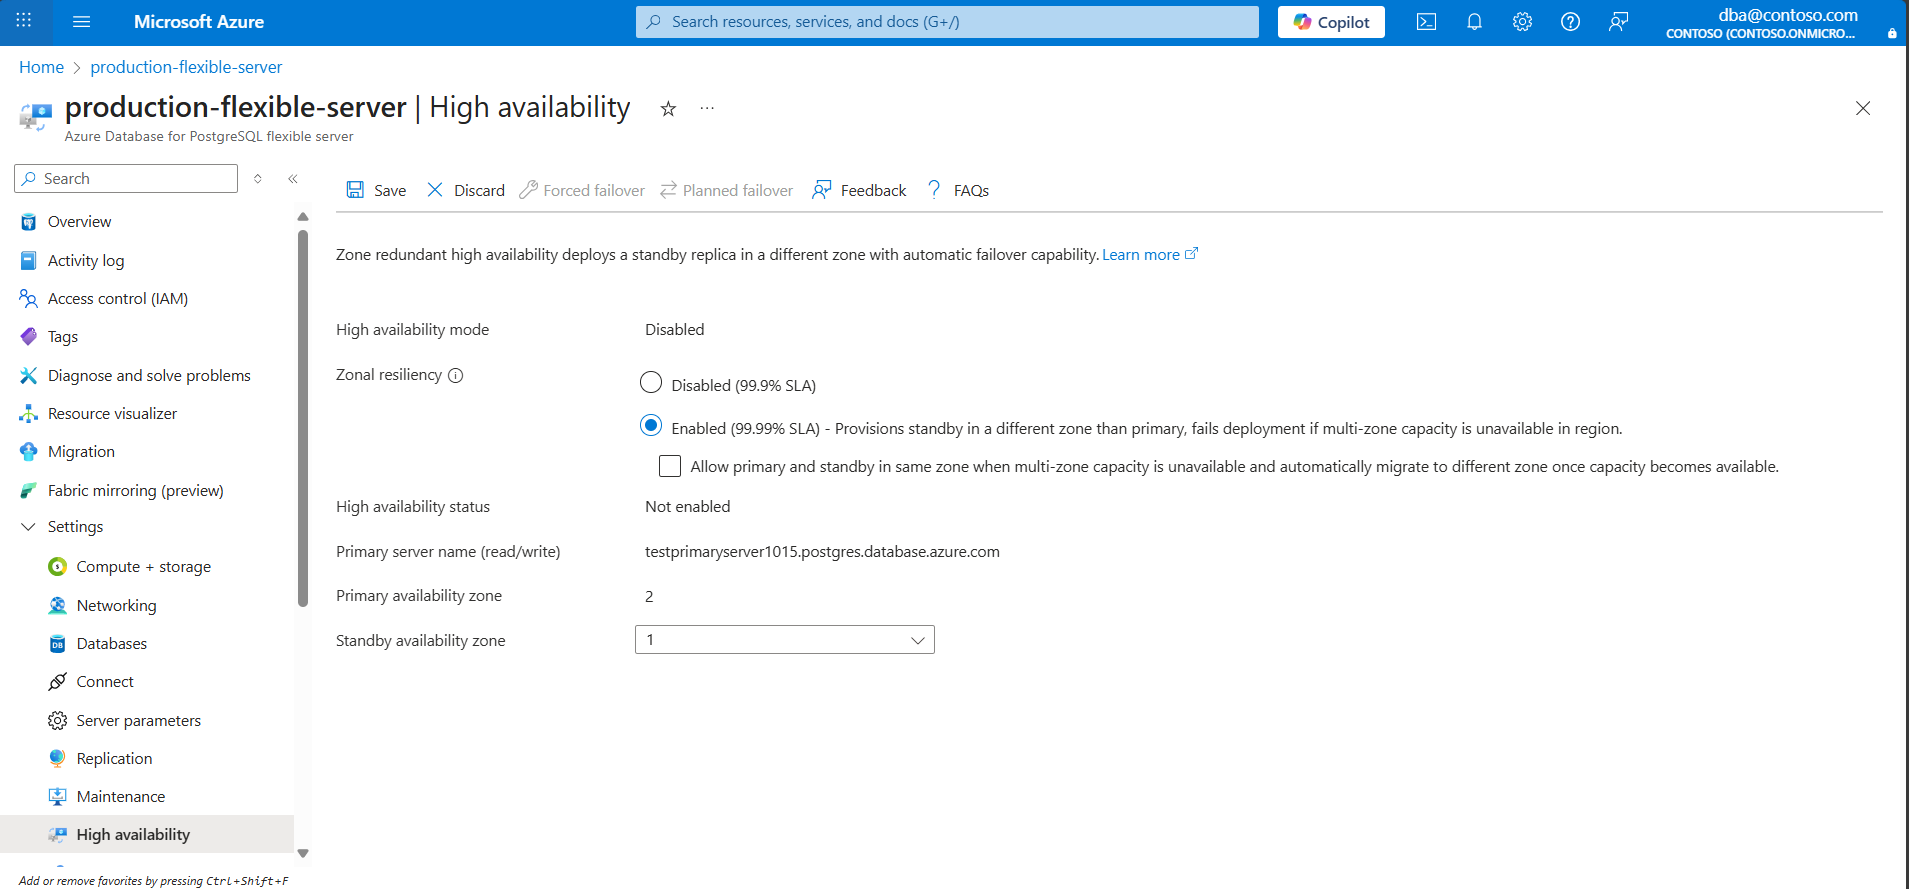 Microsoft Azure
Search resources, services, and docs (G+/)
Copilot
dba@contoso.com
CONTOSO (CONTOSO.ONMICRO...
Home > production-flexible-server
production-flexible-server | High availability
Azure Database for PostgreSQL flexible server
Search
Save
Discard
Forced failover
Planned failover
Feedback
FAQs
Overview
Activity log
Access control (IAM)
Tags
Diagnose and solve problems
Resource visualizer
Migration
Fabric mirroring (preview)
Settings
Compute + storage
Networking
Databases
Connect
Server parameters
Replication
Maintenance
High availability
Add or remove favorites by pressing Ctrl+Shift+F
Zone redundant high availability deploys a standby replica in a different zone with automatic failover capability. Learn more
High availability mode
Disabled
Zonal resiliency
Disabled (99.9% SLA)
Enabled (99.99% SLA) - Provisions standby in a different zone than primary, fails deployment if multi-zone capacity is unavailable in region.
Allow primary and standby in same zone when multi-zone capacity is unavailable and automatically migrate to different zone once capacity becomes available.
High availability status
Not enabled
Primary server name (read/write)
testprimaryserver1015.postgres.database.azure.com
Primary availability zone
2
Standby availability zone
1